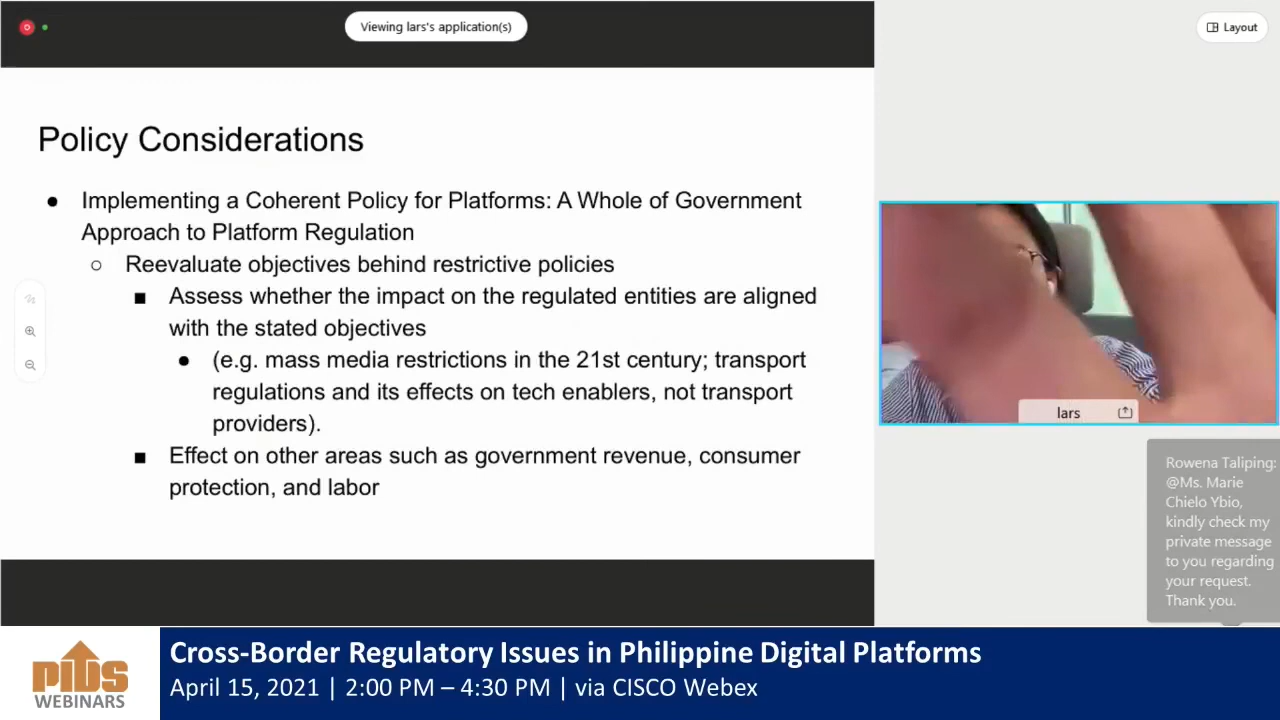 Viewing lars's application(s)
Layout
Policy Considerations
● Implementing a Coherent Policy for Platforms: A Whole of Government
Approach to Platform Regulation
○ Reevaluate objectives behind restrictive policies
■ Assess whether the impact on the regulated entities are aligned
with the stated objectives
● (e.g. mass media restrictions in the 21st century; transport
regulations and its effects on tech enablers, not transport
providers).
■ Effect on other areas such as government revenue, consumer
protection, and labor
lars
Rowena Taliping:
@Ms. Marie
Chielo Ybio,
kindly check my
private message
to you regarding
your request.
Thank you.
PIDS
WEBINARS
Cross-Border Regulatory Issues in Philippine Digital Platforms
April 15, 2021 | 2:00 PM – 4:30 PM | via CISCO Webex